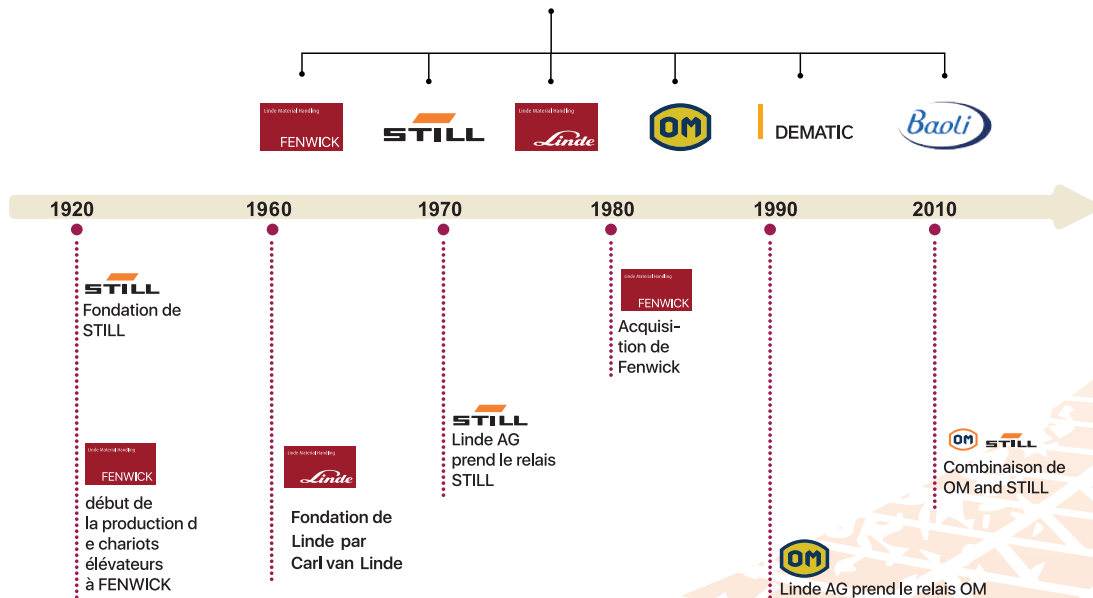 Linde Material Handling
FENWICK
STILL
Linde Material Handling
Linde
OM
DEMATIC
Baoli
1920
1960
1970
1980
1990
2010
STILL
Fondation de
STILL
Linde Material Handling
FENWICK
début de
la production d
e chariots
élévateurs
à FENWICK
Linde Material Handling
Linde
Fondation de
Linde par
Carl van Linde
STILL
Linde AG
prend le relais
STILL
Linde Material Handling
FENWICK
Acquisi-
tion de
Fenwick
OM
Linde AG prend le relais OM
OM STILL
Combinaison de
OM and STILL